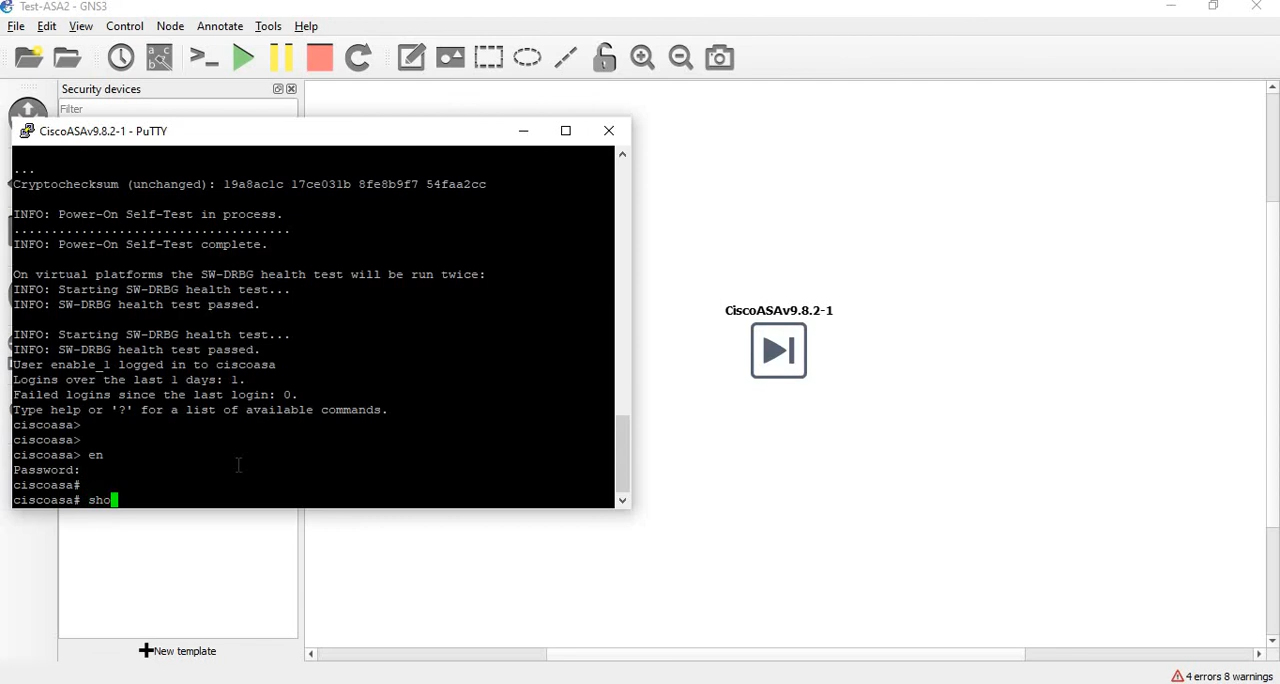 Test-ASA2 - GNS3
File Edit View Control Node Annotate Tools Help
Security devices
Filter
CiscoASAv9.8.2-1 - PuTTY
...
Cryptochecksum (unchanged): 19a8ac1c 17ce031b 8fe8b9f7 54faa2cc
INFO: Power-On Self-Test in process.
.....................................
INFO: Power-On Self-Test complete.
On virtual platforms the SW-DRBG health test will be run twice:
INFO: Starting SW-DRBG health test...
INFO: SW-DRBG health test passed.
INFO: Starting SW-DRBG health test...
INFO: SW-DRBG health test passed.
User enable_1 logged in to ciscoasa
Logins over the last 1 days: 1.
Failed logins since the last login: 0.
Type help or '?' for a list of available commands.
ciscoasa>
ciscoasa>
ciscoasa> en
Password:
ciscoasa#
ciscoasa# sho
CiscoASAv9.8.2-1
New template
4 errors 8 warnings